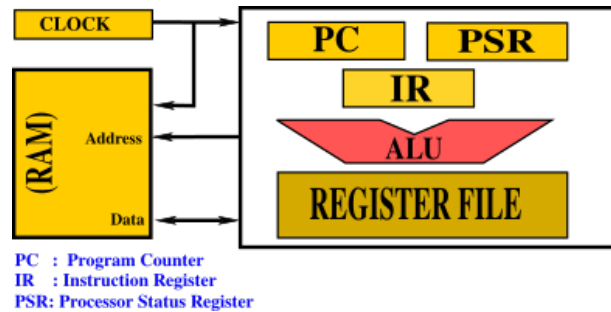 CLOCK
PC
PSR
IR
(RAM)
Address
ALU
REGISTER FILE
Data
PC : Program Counter
IR : Instruction Register
PSR: Processor Status Register